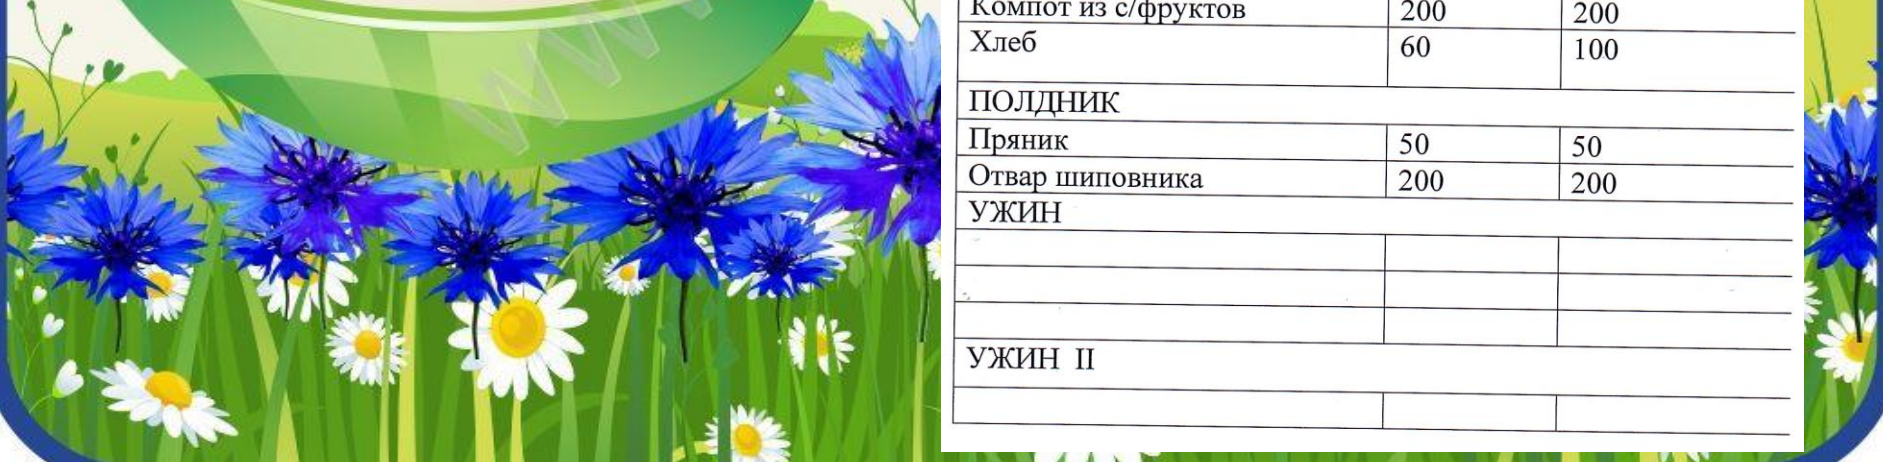 Компот из с/фруктов 200 200
Хлеб 60 100
ПОЛДНИК
Пряник 50 50
Отвар шиповника 200 200
УЖИН
УЖИН II